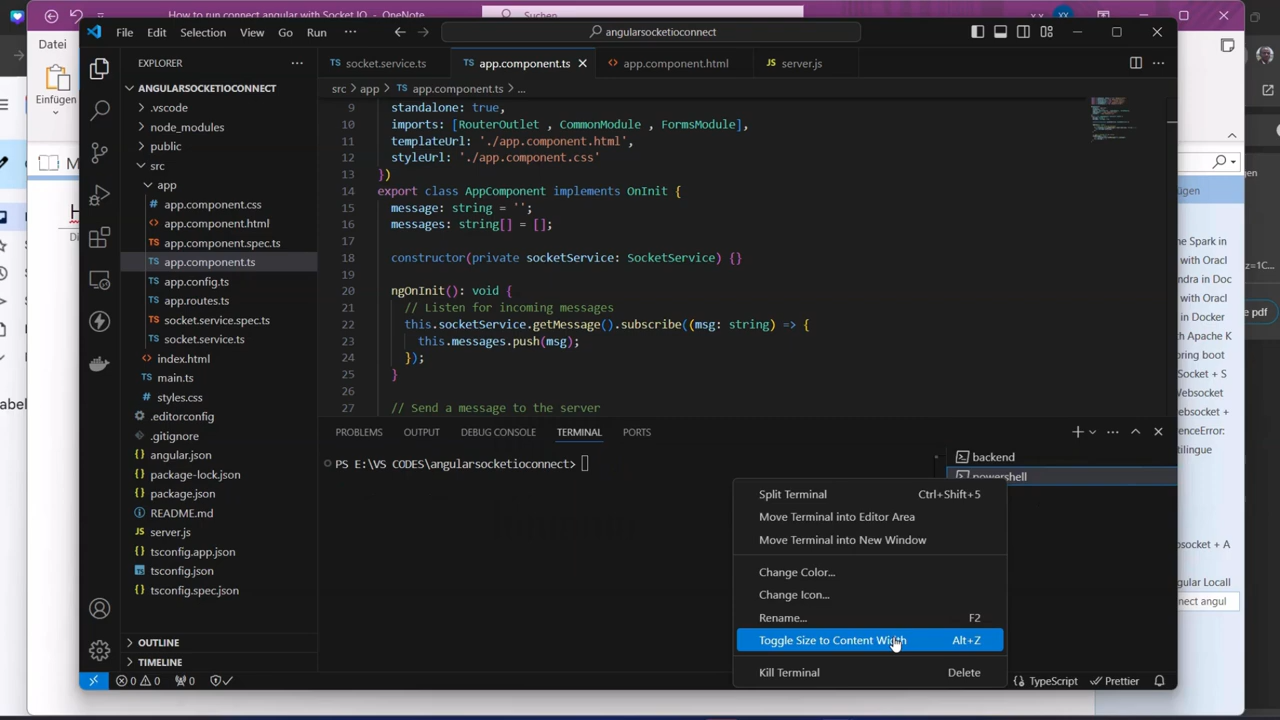 How to run connect angular with Socket IO - OneNote
Suchen
Datei
File
Edit
Selection
View
Go
Run
angularsocketioconnect
Einfügen
EXPLORER
socket.service.ts
app.component.ts
app.component.html
server.js
ANGULARSOCKETIOCONNECT
src > app > app.component.ts > ...
.vscode
node_modules
public
src
app
app.component.css
app.component.html
app.component.spec.ts
app.component.ts
app.config.ts
app.routes.ts
socket.service.spec.ts
socket.service.ts
index.html
main.ts
styles.css
.editorconfig
.gitignore
angular.json
package-lock.json
package.json
README.md
server.js
tsconfig.app.json
tsconfig.json
tsconfig.spec.json
OUTLINE
TIMELINE
9 standalone: true,
10 imports: [RouterOutlet , CommonModule , FormsModule],
11 templateUrl: './app.component.html',
12 styleUrl: './app.component.css'
13 })
14 export class AppComponent implements OnInit {
15 message: string = '';
16 messages: string[] = [];
17
18 constructor(private socketService: SocketService) {}
19
20 ngOnInit(): void {
21 // Listen for incoming messages
22 this.socketService.getMessage().subscribe((msg: string) => {
23 this.messages.push(msg);
24 });
25 }
26
27 // Send a message to the server
PROBLEMS
OUTPUT
DEBUG CONSOLE
TERMINAL
PORTS
PS E:\VS CODES\angularsocketioconnect>
backend
powershell
Split Terminal Ctrl+Shift+5
Move Terminal into Editor Area
Move Terminal into New Window
Change Color...
Change Icon...
Rename... F2
Toggle Size to Content Width Alt+Z
Kill Terminal Delete
0 0
0
TypeScript
Prettier